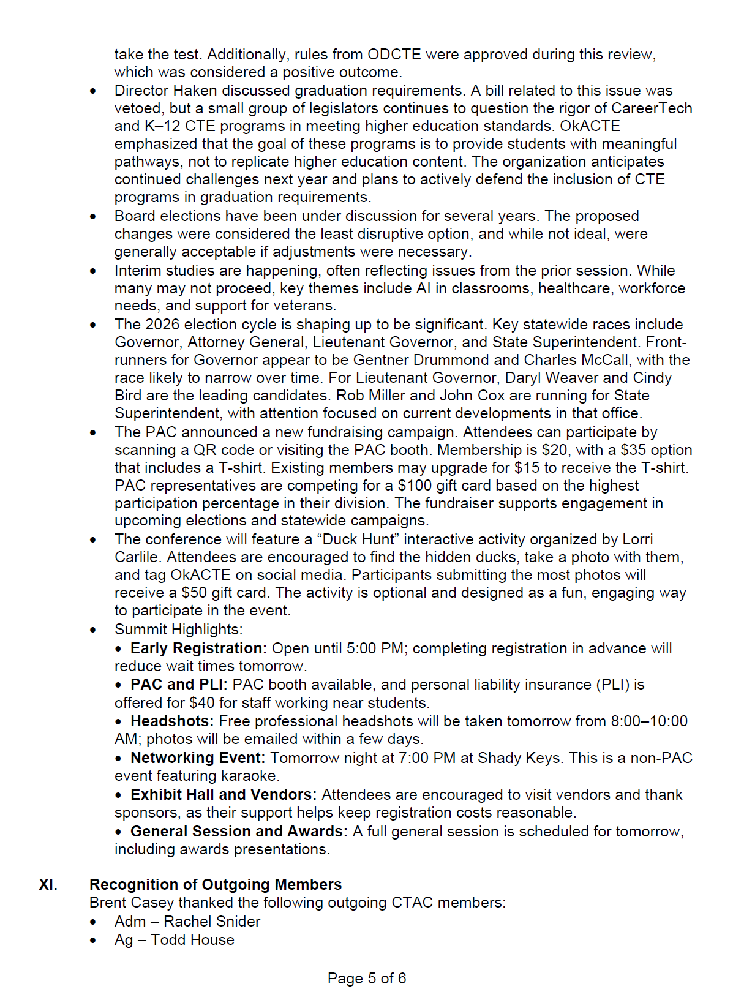 take the test. Additionally, rules from ODCTE were approved during this review,
which was considered a positive outcome.
• Director Haken discussed graduation requirements. A bill related to this issue was
vetoed, but a small group of legislators continues to question the rigor of CareerTech
and K–12 CTE programs in meeting higher education standards. OkACTE
emphasized that the goal of these programs is to provide students with meaningful
pathways, not to replicate higher education content. The organization anticipates
continued challenges next year and plans to actively defend the inclusion of CTE
programs in graduation requirements.
• Board elections have been under discussion for several years. The proposed
changes were considered the least disruptive option, and while not ideal, were
generally acceptable if adjustments were necessary.
• Interim studies are happening, often reflecting issues from the prior session. While
many may not proceed, key themes include AI in classrooms, healthcare, workforce
needs, and support for veterans.
• The 2026 election cycle is shaping up to be significant. Key statewide races include
Governor, Attorney General, Lieutenant Governor, and State Superintendent. Front-
runners for Governor appear to be Gentner Drummond and Charles McCall, with the
race likely to narrow over time. For Lieutenant Governor, Daryl Weaver and Cindy
Bird are the leading candidates. Rob Miller and John Cox are running for State
Superintendent, with attention focused on current developments in that office.
• The PAC announced a new fundraising campaign. Attendees can participate by
scanning a QR code or visiting the PAC booth. Membership is $20, with a $35 option
that includes a T-shirt. Existing members may upgrade for $15 to receive the T-shirt.
PAC representatives are competing for a $100 gift card based on the highest
participation percentage in their division. The fundraiser supports engagement in
upcoming elections and statewide campaigns.
• The conference will feature a “Duck Hunt” interactive activity organized by Lorri
Carlile. Attendees are encouraged to find the hidden ducks, take a photo with them,
and tag OkACTE on social media. Participants submitting the most photos will
receive a $50 gift card. The activity is optional and designed as a fun, engaging way
to participate in the event.
• Summit Highlights:
• Early Registration: Open until 5:00 PM; completing registration in advance will
reduce wait times tomorrow.
• PAC and PLI: PAC booth available, and personal liability insurance (PLI) is
offered for $40 for staff working near students.
• Headshots: Free professional headshots will be taken tomorrow from 8:00–10:00
AM; photos will be emailed within a few days.
• Networking Event: Tomorrow night at 7:00 PM at Shady Keys. This is a non-PAC
event featuring karaoke.
• Exhibit Hall and Vendors: Attendees are encouraged to visit vendors and thank
sponsors, as their support helps keep registration costs reasonable.
• General Session and Awards: A full general session is scheduled for tomorrow,
including awards presentations.
XI. Recognition of Outgoing Members
Brent Casey thanked the following outgoing CTAC members:
• Adm – Rachel Snider
• Ag – Todd House
Page 5 of 6